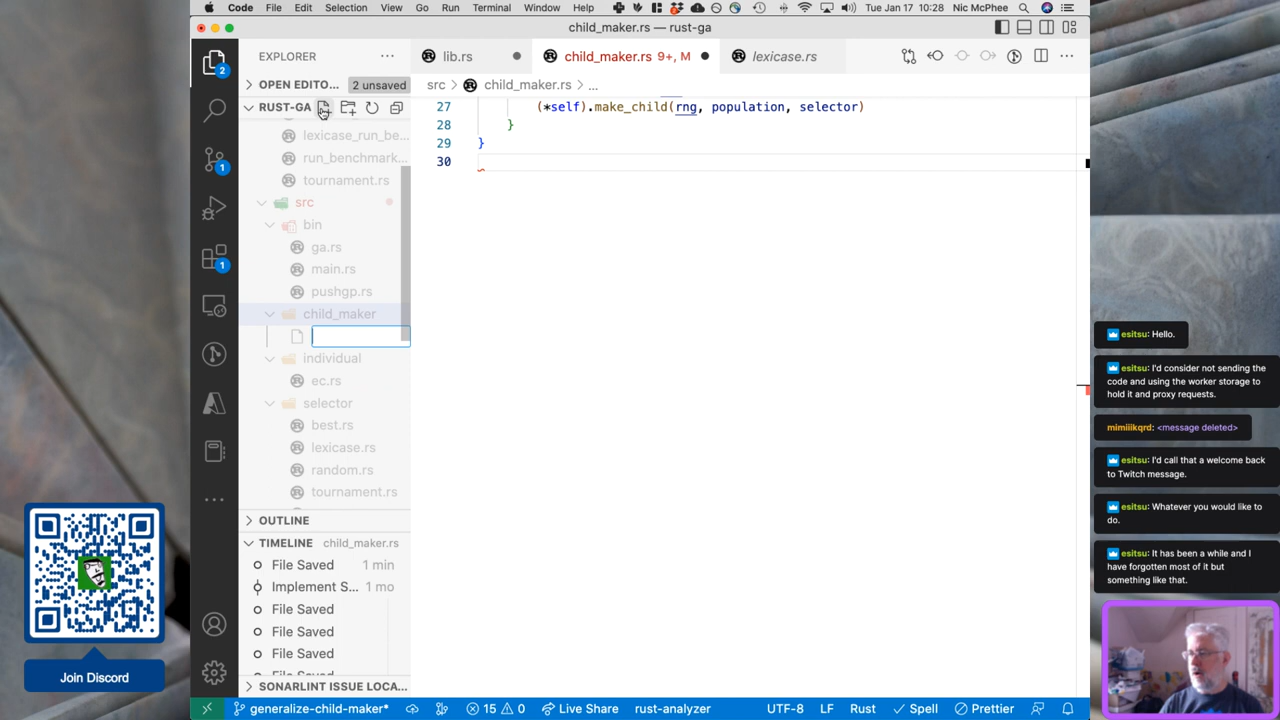 Code File Edit Selection View Go Run Terminal Window Help Tue Jan 17 10:28 Nic McPhee
child_maker.rs — rust-ga
EXPLORER
lib.rs
child_maker.rs 9+, M
lexicase.rs
OPEN EDITO... 2 unsaved
src > child_maker.rs > ...
RUST-GA
lexicase_run_be...
run_benchmark...
tournament.rs
src
bin
ga.rs
main.rs
pushgp.rs
child_maker
individual
ec.rs
selector
best.rs
lexicase.rs
random.rs
tournament.rs
OUTLINE
TIMELINE child_maker.rs
File Saved 1 min
Implement S... 1 mo
File Saved
File Saved
File Saved
SONARLINT ISSUE LOCA...
27 (*self).make_child(rng, population, selector)
28 }
29 }
30
2
1
1
generalize-child-maker* 15 0 Live Share rust-analyzer UTF-8 LF Rust Spell Prettier
Join Discord
esitsu: Hello.
esitsu: I'd consider not sending the
code and using the worker storage to
hold it and proxy requests.
mimiiikqrd: <message deleted>
esitsu: I'd call that a welcome back
to Twitch message.
esitsu: Whatever you would like to
do.
esitsu: It has been a while and I
have forgotten most of it but
something like that.